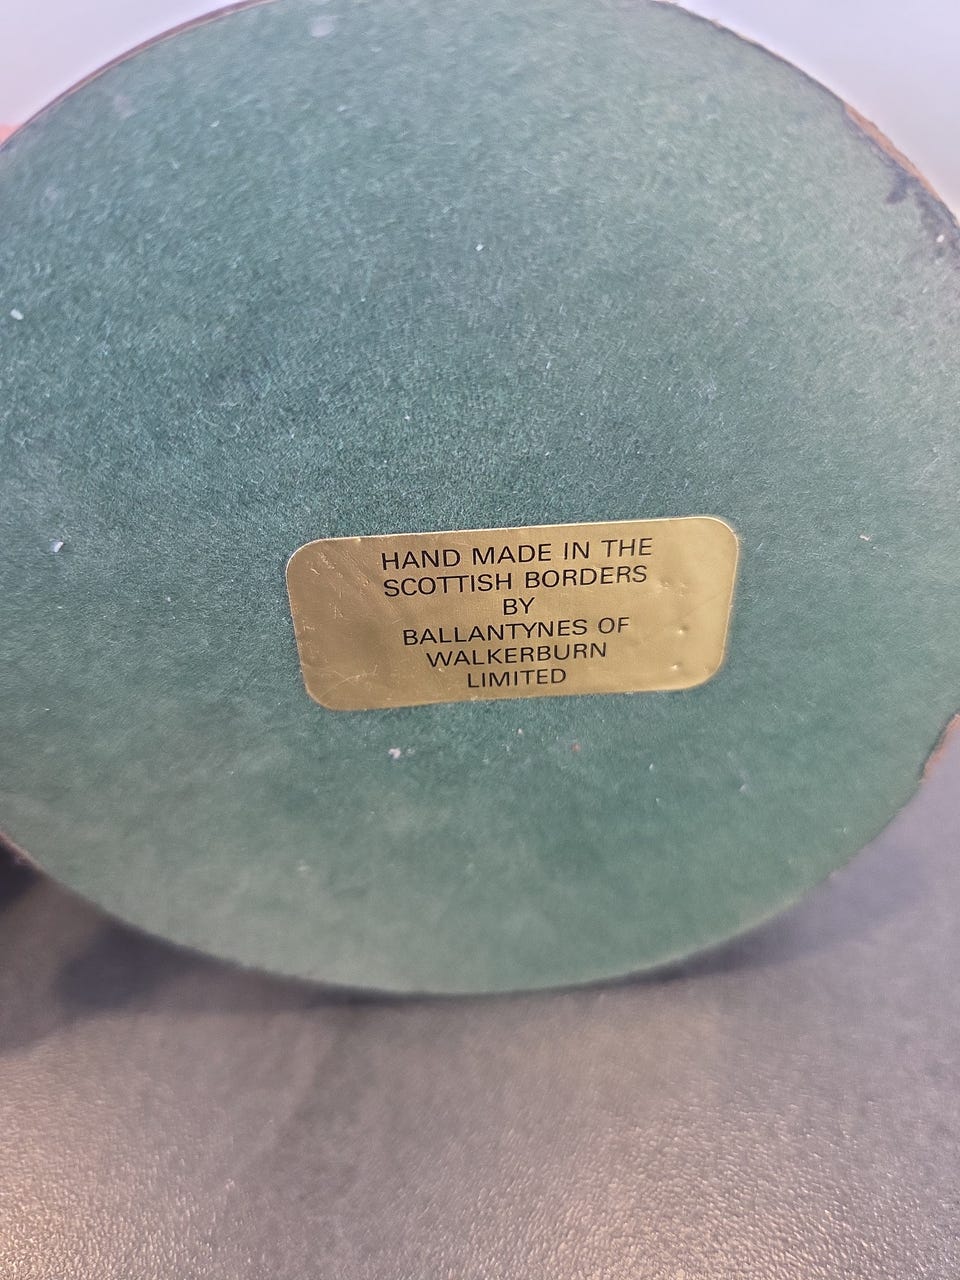 HAND MADE IN THE
SCOTTISH BORDERS
BY
BALLANTYNES OF
WALKERBURN
LIMITED